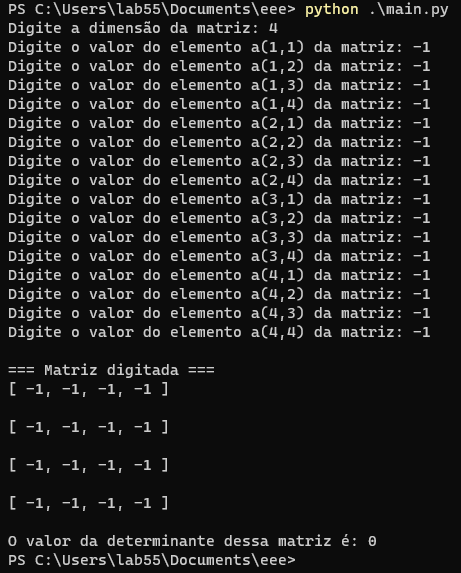 PS C:\Users\lab55\Documents\eee> python .\main.py
Digite a dimensão da matriz: 4
Digite o valor do elemento a(1,1) da matriz: -1
Digite o valor do elemento a(1,2) da matriz: -1
Digite o valor do elemento a(1,3) da matriz: -1
Digite o valor do elemento a(1,4) da matriz: -1
Digite o valor do elemento a(2,1) da matriz: -1
Digite o valor do elemento a(2,2) da matriz: -1
Digite o valor do elemento a(2,3) da matriz: -1
Digite o valor do elemento a(2,4) da matriz: -1
Digite o valor do elemento a(3,1) da matriz: -1
Digite o valor do elemento a(3,2) da matriz: -1
Digite o valor do elemento a(3,3) da matriz: -1
Digite o valor do elemento a(3,4) da matriz: -1
Digite o valor do elemento a(4,1) da matriz: -1
Digite o valor do elemento a(4,2) da matriz: -1
Digite o valor do elemento a(4,3) da matriz: -1
Digite o valor do elemento a(4,4) da matriz: -1
=== Matriz digitada ===
[ -1, -1, -1, -1 ]
[ -1, -1, -1, -1 ]
[ -1, -1, -1, -1 ]
[ -1, -1, -1, -1 ]
O valor da determinante dessa matriz é: 0
PS C:\Users\lab55\Documents\eee>